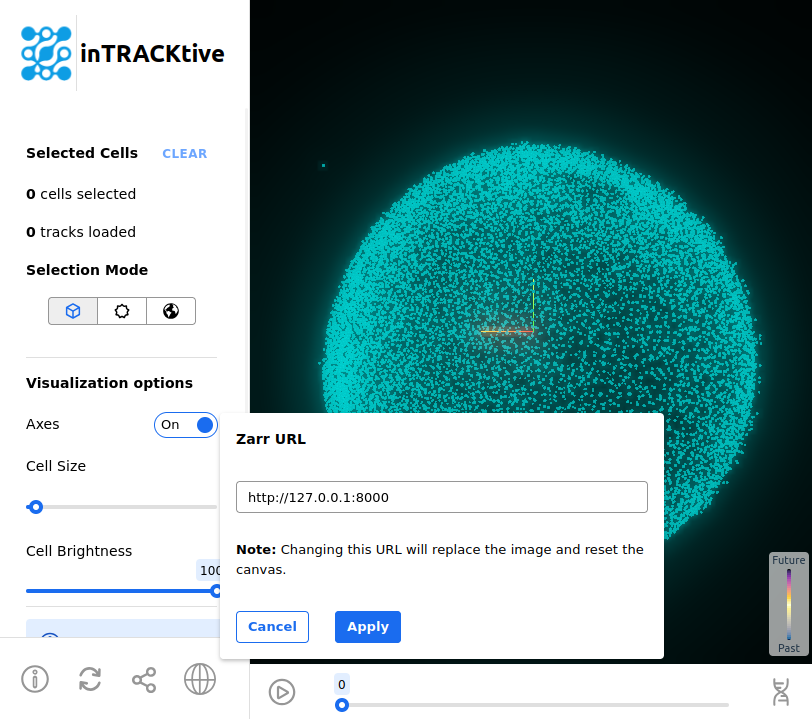 inTRACKtive
Selected Cells CLEAR
0 cells selected
0 tracks loaded
Selection Mode
Visualization options
Axes On
Cell Size
Cell Brightness
100
Zarr URL
http://127.0.0.1:8000
Note: Changing this URL will replace the image and reset the
canvas.
Cancel Apply
Future
Past
0